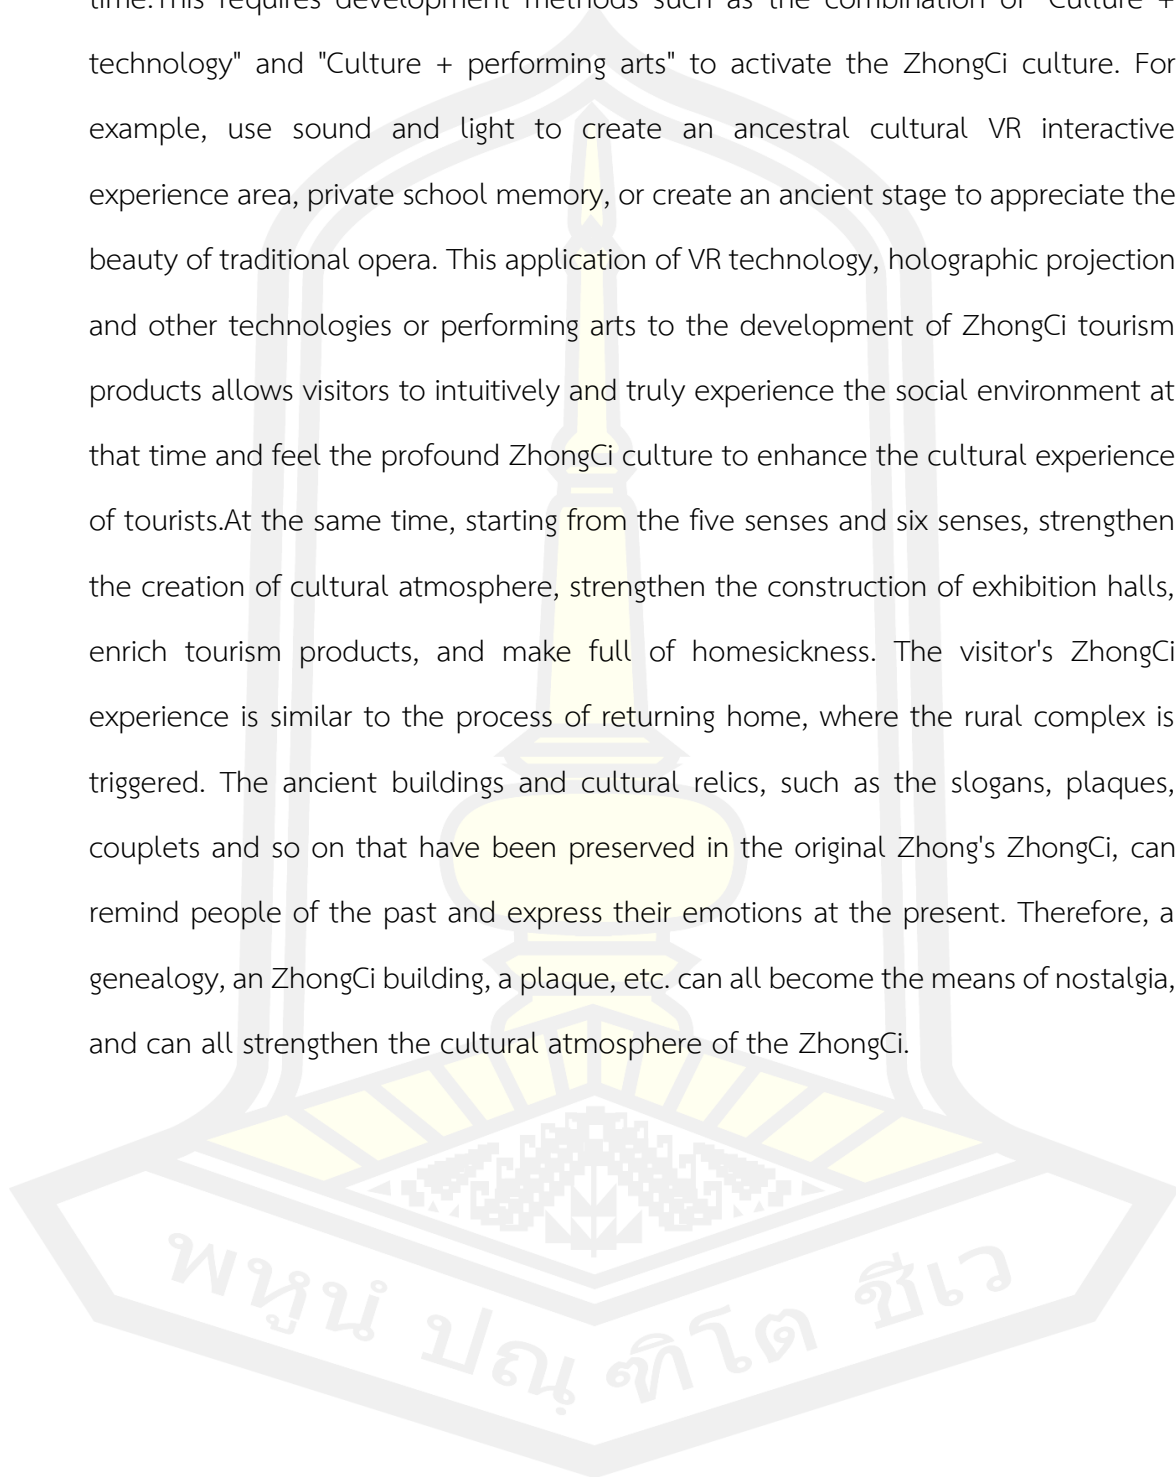 time.This requires development methods such as the combination of "Culture +
technology" and "Culture + performing arts" to activate the ZhongCi culture. For
example, use sound and light to create an ancestral cultural VR interactive
experience area, private school memory, or create an ancient stage to appreciate the
beauty of traditional opera. This application of VR technology, holographic projection
and other technologies or performing arts to the development of ZhongCi tourism
products allows visitors to intuitively and truly experience the social environment at
that time and feel the profound ZhongCi culture to enhance the cultural experience
of tourists.At the same time, starting from the five senses and six senses, strengthen
the creation of cultural atmosphere, strengthen the construction of exhibition halls,
enrich tourism products, and make full of homesickness. The visitor's ZhongCi
experience is similar to the process of returning home, where the rural complex is
triggered. The ancient buildings and cultural relics, such as the slogans, plaques,
couplets and so on that have been preserved in the original Zhong's ZhongCi, can
remind people of the past and express their emotions at the present. Therefore, a
genealogy, an ZhongCi building, a plaque, etc. can all become the means of nostalgia,
and can all strengthen the cultural atmosphere of the ZhongCi.
พหูนํ ปณฺ ฑิโต ชีเว